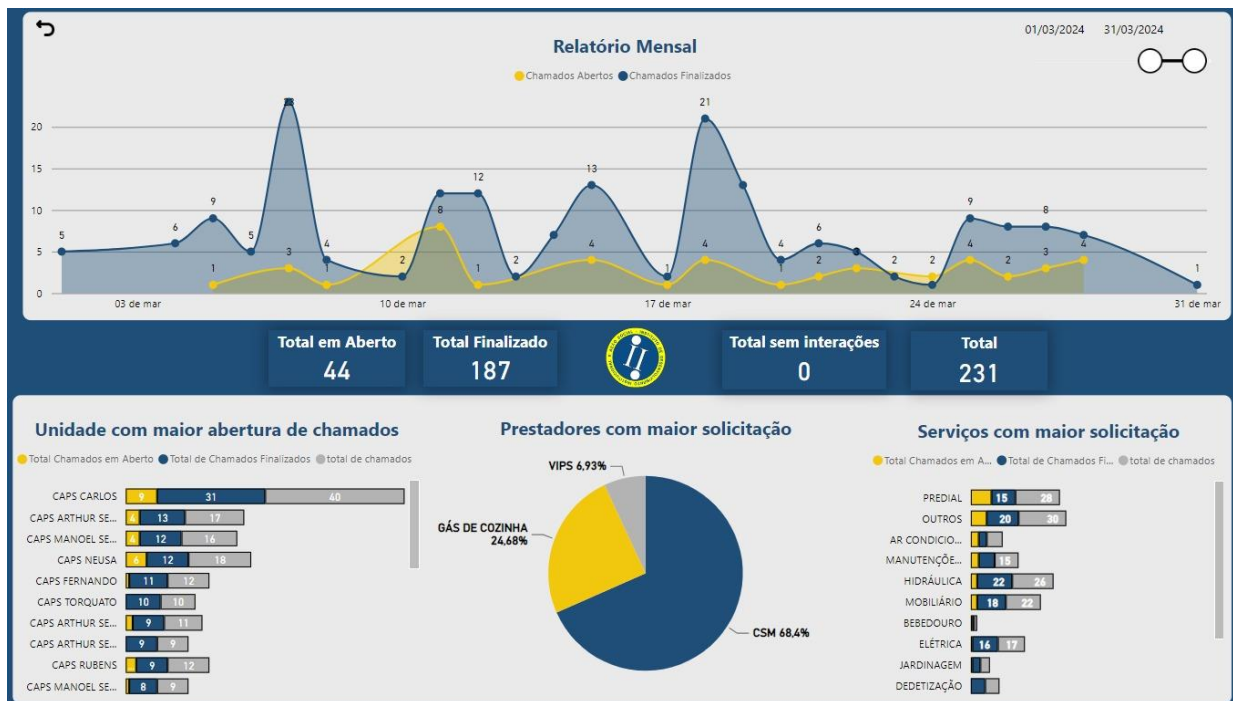 01/03/2024 31/03/2024
Relatório Mensal
Chamados Abertos Chamados Finalizados
20
15
10
5
0
5
6
9
5
23
4
2
12
2
13
1
21
4
6
3
2
2
9
8
1
1
3
1
8
1
4
4
1
2
4
2
3
4
03 de mar
10 de mar
17 de mar
24 de mar
31 de mar
Total em Aberto
44
Total Finalizado
187
Total sem interações
0
Total
231
Unidade com maior abertura de chamados
Total Chamados em Aberto Total de Chamados Finalizados total de chamados
CAPS CARLOS 9 31 40
CAPS ARTHUR SE... 4 13 17
CAPS MANOEL SE... 4 12 16
CAPS NEUSA 6 12 18
CAPS FERNANDO 11 12
CAPS TORQUATO 10 10
CAPS ARTHUR SE... 9 11
CAPS ARTHUR SE... 9 9
CAPS RUBENS ... 9 12
CAPS MANOEL SE... 8 9
Prestadores com maior solicitação
VIPS 6,93%
GÁS DE COZINHA
24,68%
CSM 68,4%
Serviços com maior solicitação
Total Chamados em A... Total de Chamados Fi... total de chamados
PREDIAL 15 28
OUTROS 20 30
AR CONDICIO...
MANUTENÇÕE... 15
HIDRÁULICA 22 26
MOBILIÁRIO 18 22
BEBEDOURO
ELÉTRICA 16 17
JARDINAGEM
DEDETIZAÇÃO